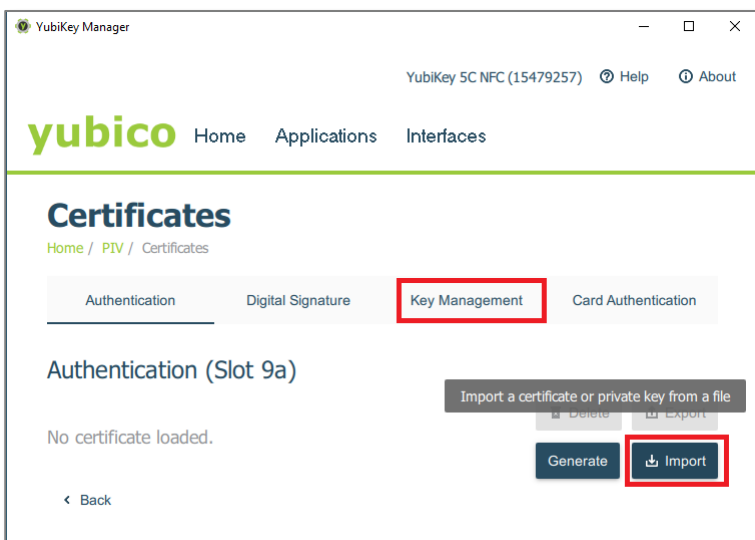 YubiKey Manager
YubiKey 5C NFC (15479257) Help About
yubico Home Applications Interfaces
Certificates
Home / PIV / Certificates
Authentication Digital Signature Key Management Card Authentication
Authentication (Slot 9a)
Import a certificate or private key from a file
Delete Export
No certificate loaded.
Generate Import
< Back